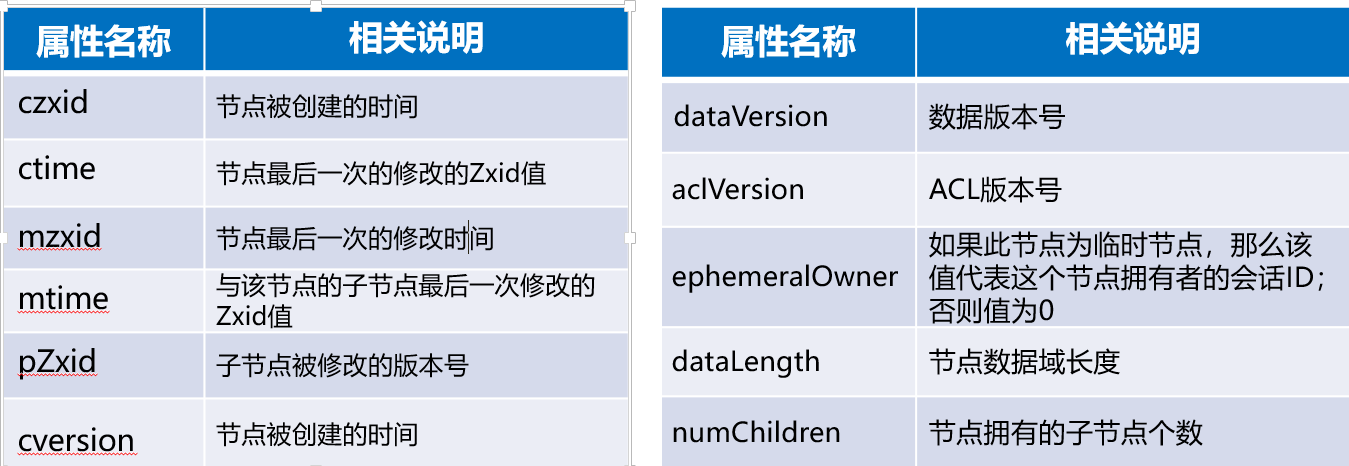 属性名称 相关说明
czxid 节点被创建的时间
ctime 节点最后一次的修改的Zxid值
mzxid 节点最后一次的修改时间
mtime 与该节点的子节点最后一次修改的
Zxid值
pZxid 子节点被修改的版本号
cversion 节点被创建的时间
属性名称 相关说明
dataVersion 数据版本号
aclVersion ACL版本号
ephemeralOwner 如果此节点为临时节点，那么该
值代表这个节点拥有者的会话ID；
否则值为0
dataLength 节点数据域长度
numChildren 节点拥有的子节点个数